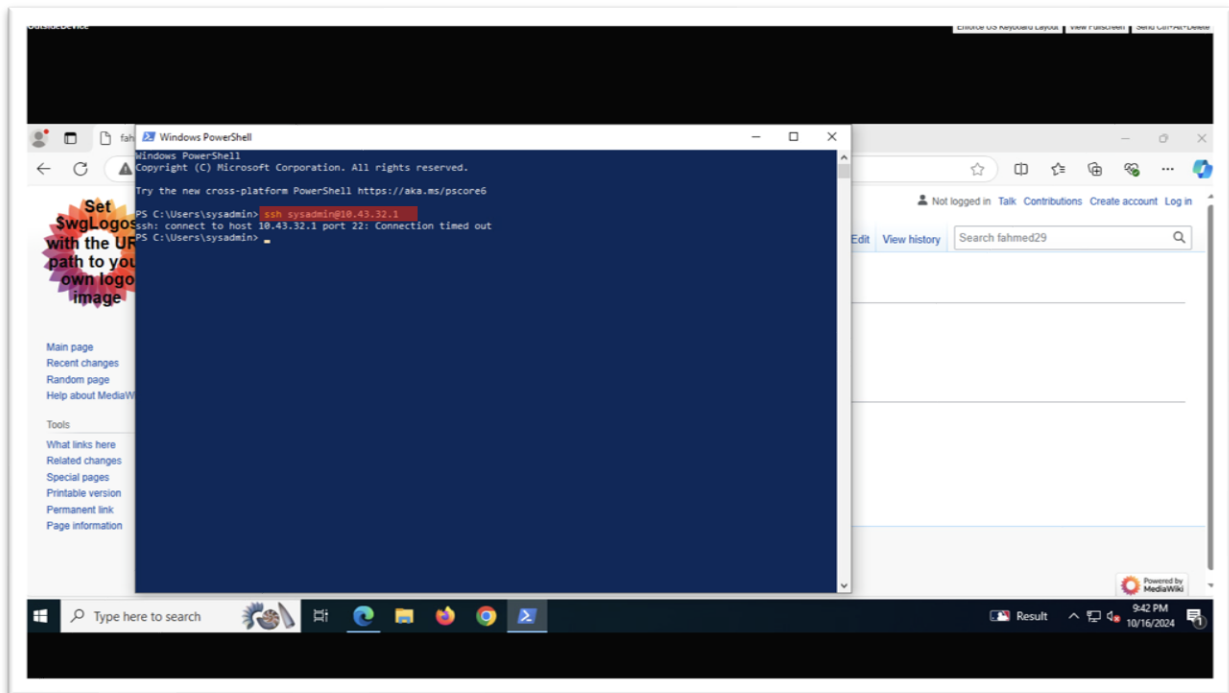 OutsideDevice
Enforce US Keyboard Layout View Fullscreen Send Ctrl+Alt+Delete
fah
Windows PowerShell
Windows PowerShell
Copyright (C) Microsoft Corporation. All rights reserved.
Try the new cross-platform PowerShell https://aka.ms/pscore6
PS C:\Users\sysadmin> ssh sysadmin@10.43.32.1
ssh: connect to host 10.43.32.1 port 22: Connection timed out
PS C:\Users\sysadmin>
Not logged in Talk Contributions Create account Log in
Edit View history Search fahmed29
Set
$wgLogos
with the UR
path to you
own logo
image
Main page
Recent changes
Random page
Help about MediaW
Tools
What links here
Related changes
Special pages
Printable version
Permanent link
Page information
Powered by
MediaWiki
Type here to search
Result
9:42 PM
10/16/2024
1